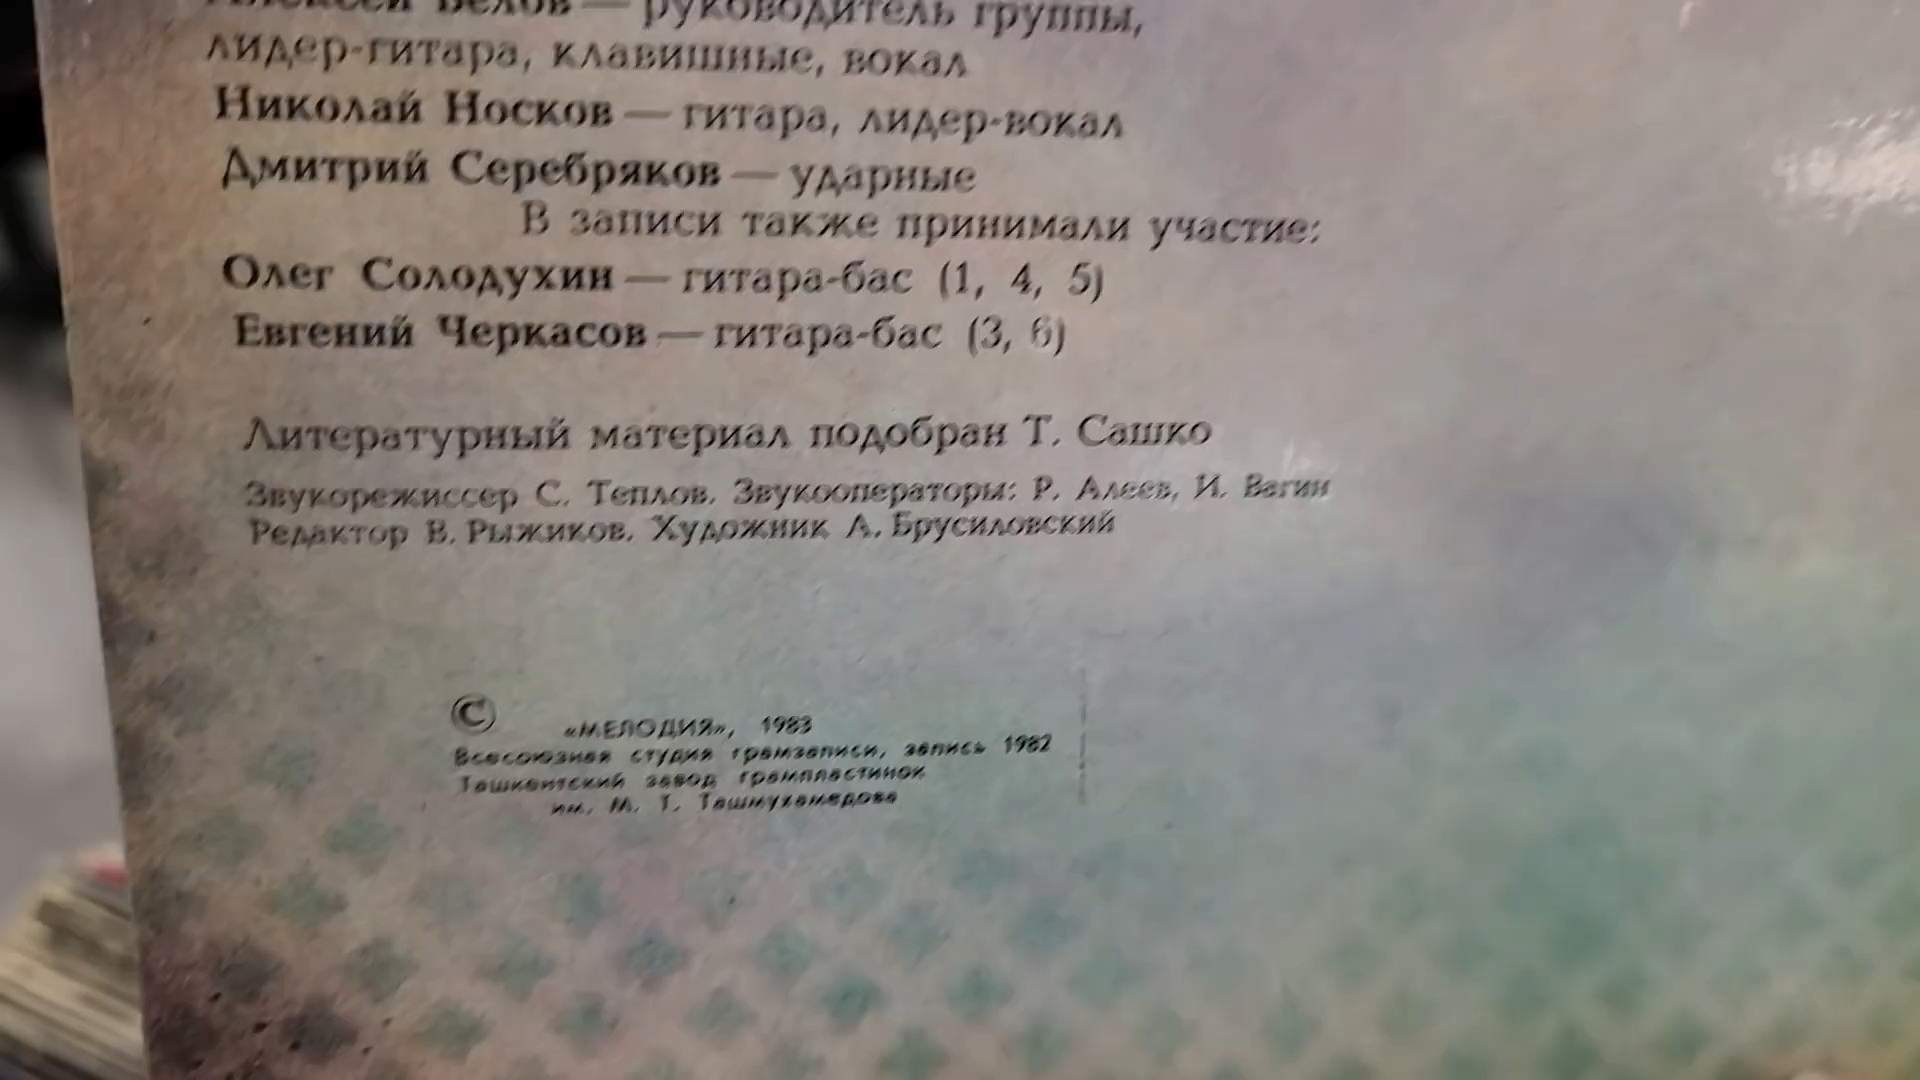 Алексей Белов — руководитель группы,
лидер-гитара, клавишные, вокал
Николай Носков — гитара, лидер-вокал
Дмитрий Серебряков — ударные
В записи также принимали участие:
Олег Солодухин — гитара-бас (1, 4, 5)
Евгений Черкасов — гитара-бас (3, 6)
Литературный материал подобран Т. Сашко
Звукорежиссер С. Теплов. Звукооператоры: Р. Алеев, И. Вагин
Редактор В. Рыжиков. Художник А. Брусиловский
© «МЕЛОДИЯ», 1983
Всесоюзная студия грамзаписи, запись 1982
Ташкентский завод грампластинок
им. М. Т. Ташмухамедова